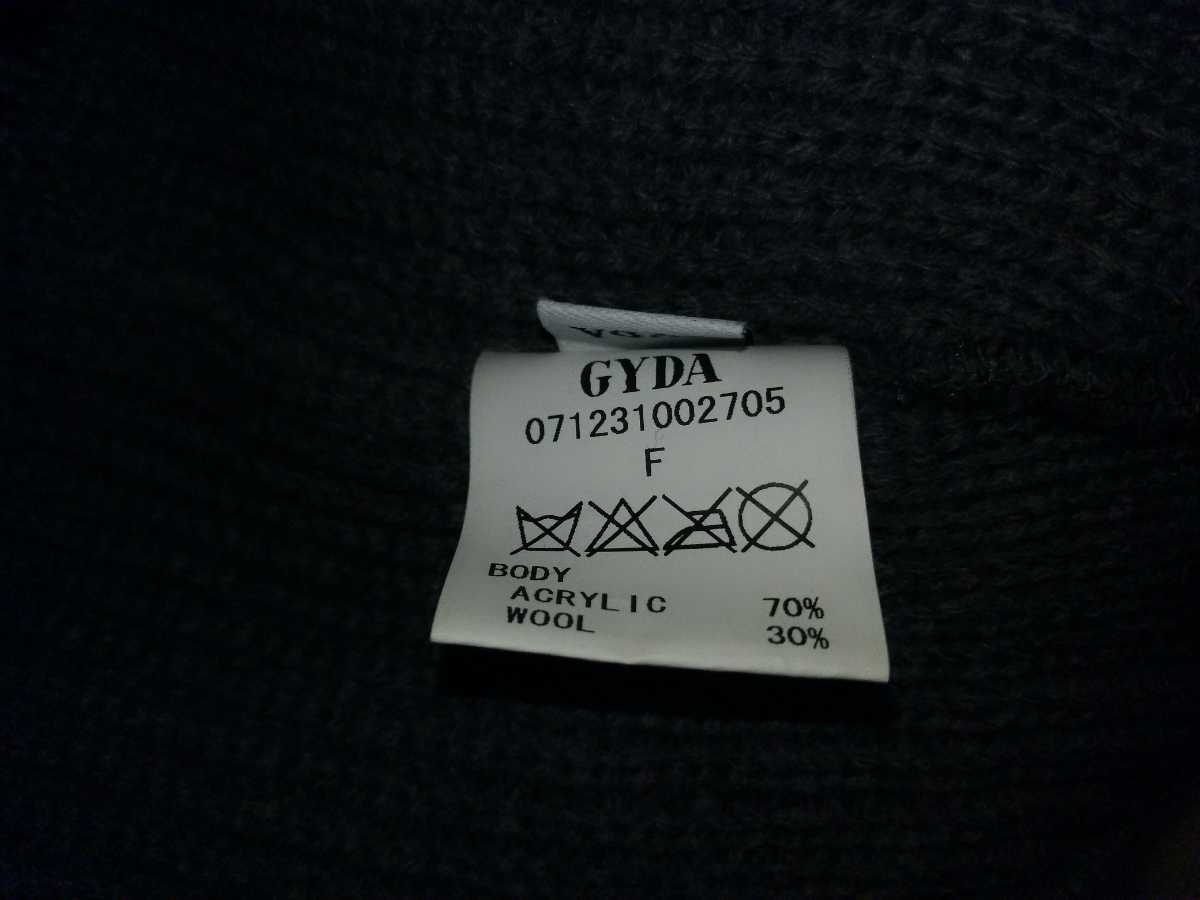 GYDA
071231002705
F
BODY
ACRYLIC 70%
WOOL 30%